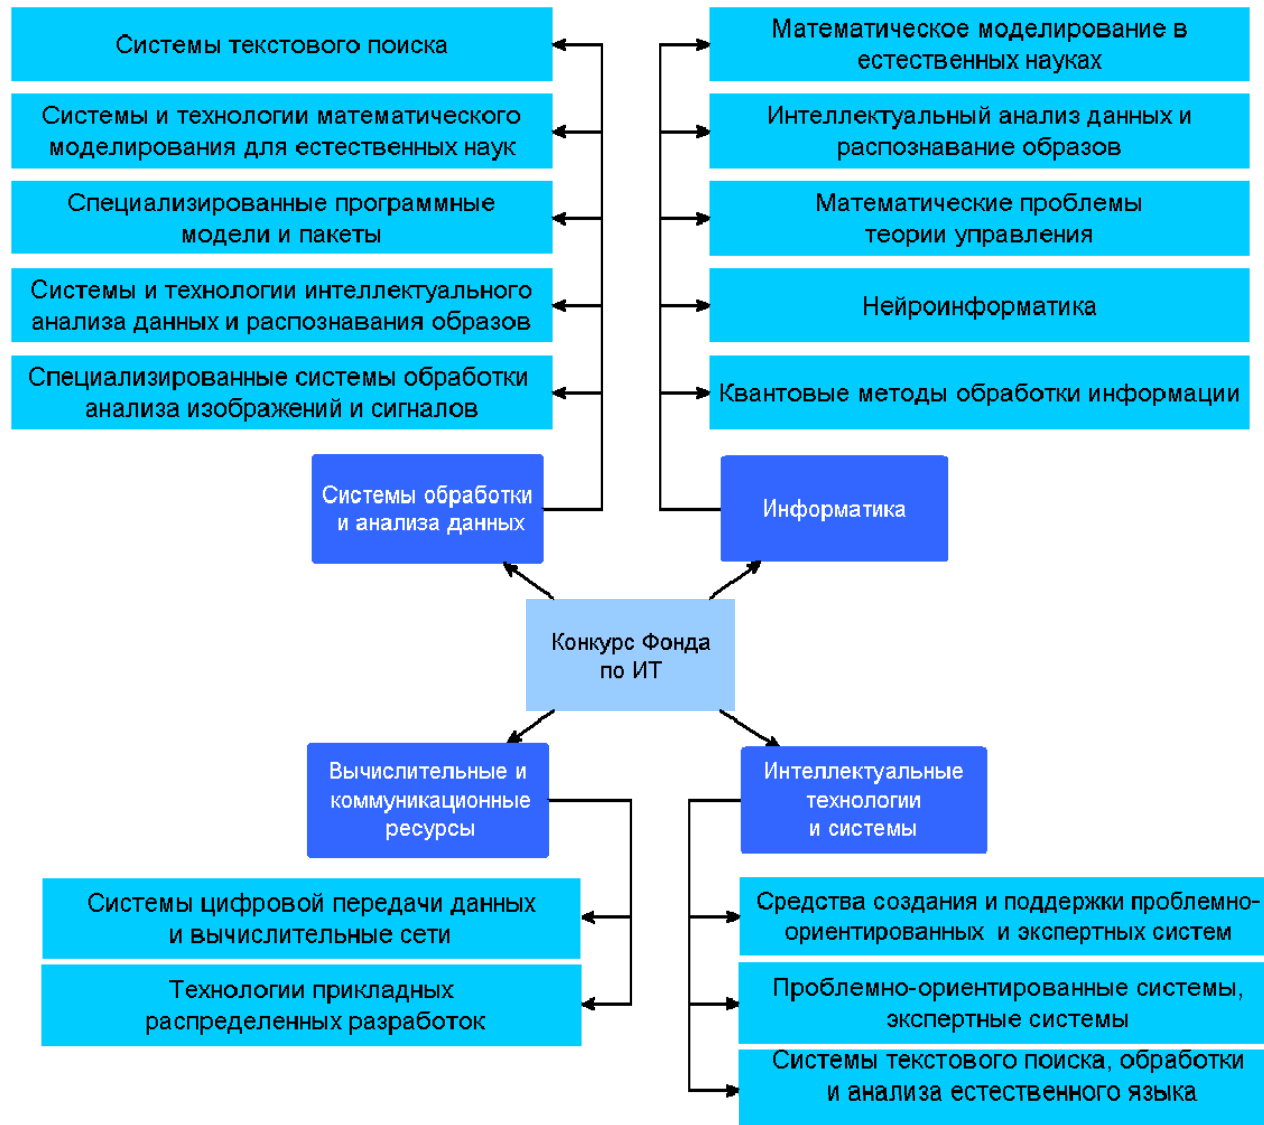 Системы текстового поиска
Системы и технологии математического
моделирования для естественных наук
Специализированные программные
модели и пакеты
Системы и технологии интеллектуального
анализа данных и распознавания образов
Специализированные системы обработки
анализа изображений и сигналов
Математическое моделирование в
естественных науках
Интеллектуальный анализ данных и
распознавание образов
Математические проблемы
теории управления
Нейроинформатика
Квантовые методы обработки информации
Системы обработки
и анализа данных
Информатика
Конкурс Фонда
по ИТ
Вычислительные и
коммуникационные
ресурсы
Интеллектуальные
технологии
и системы
Системы цифровой передачи данных
и вычислительные сети
Технологии прикладных
распределенных разработок
Средства создания и поддержки проблемно-
ориентированных и экспертных систем
Проблемно-ориентированные системы,
экспертные системы
Системы текстового поиска, обработки
и анализа естественного языка